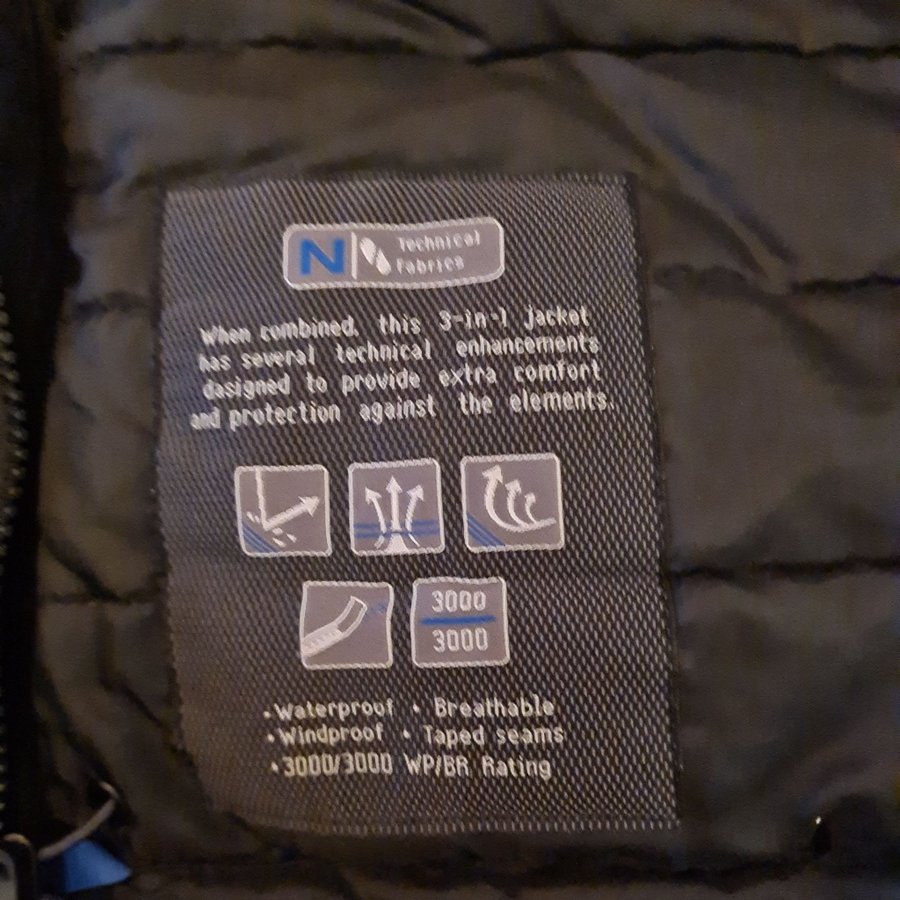 N Technical
Fabrics
When combined, this 3-in-1 jacket
has several technical enhancements
designed to provide extra comfort
and protection against the elements.
3000
3000
• Waterproof • Breathable
• Windproof • Taped seams
• 3000/3000 WP/BR Rating